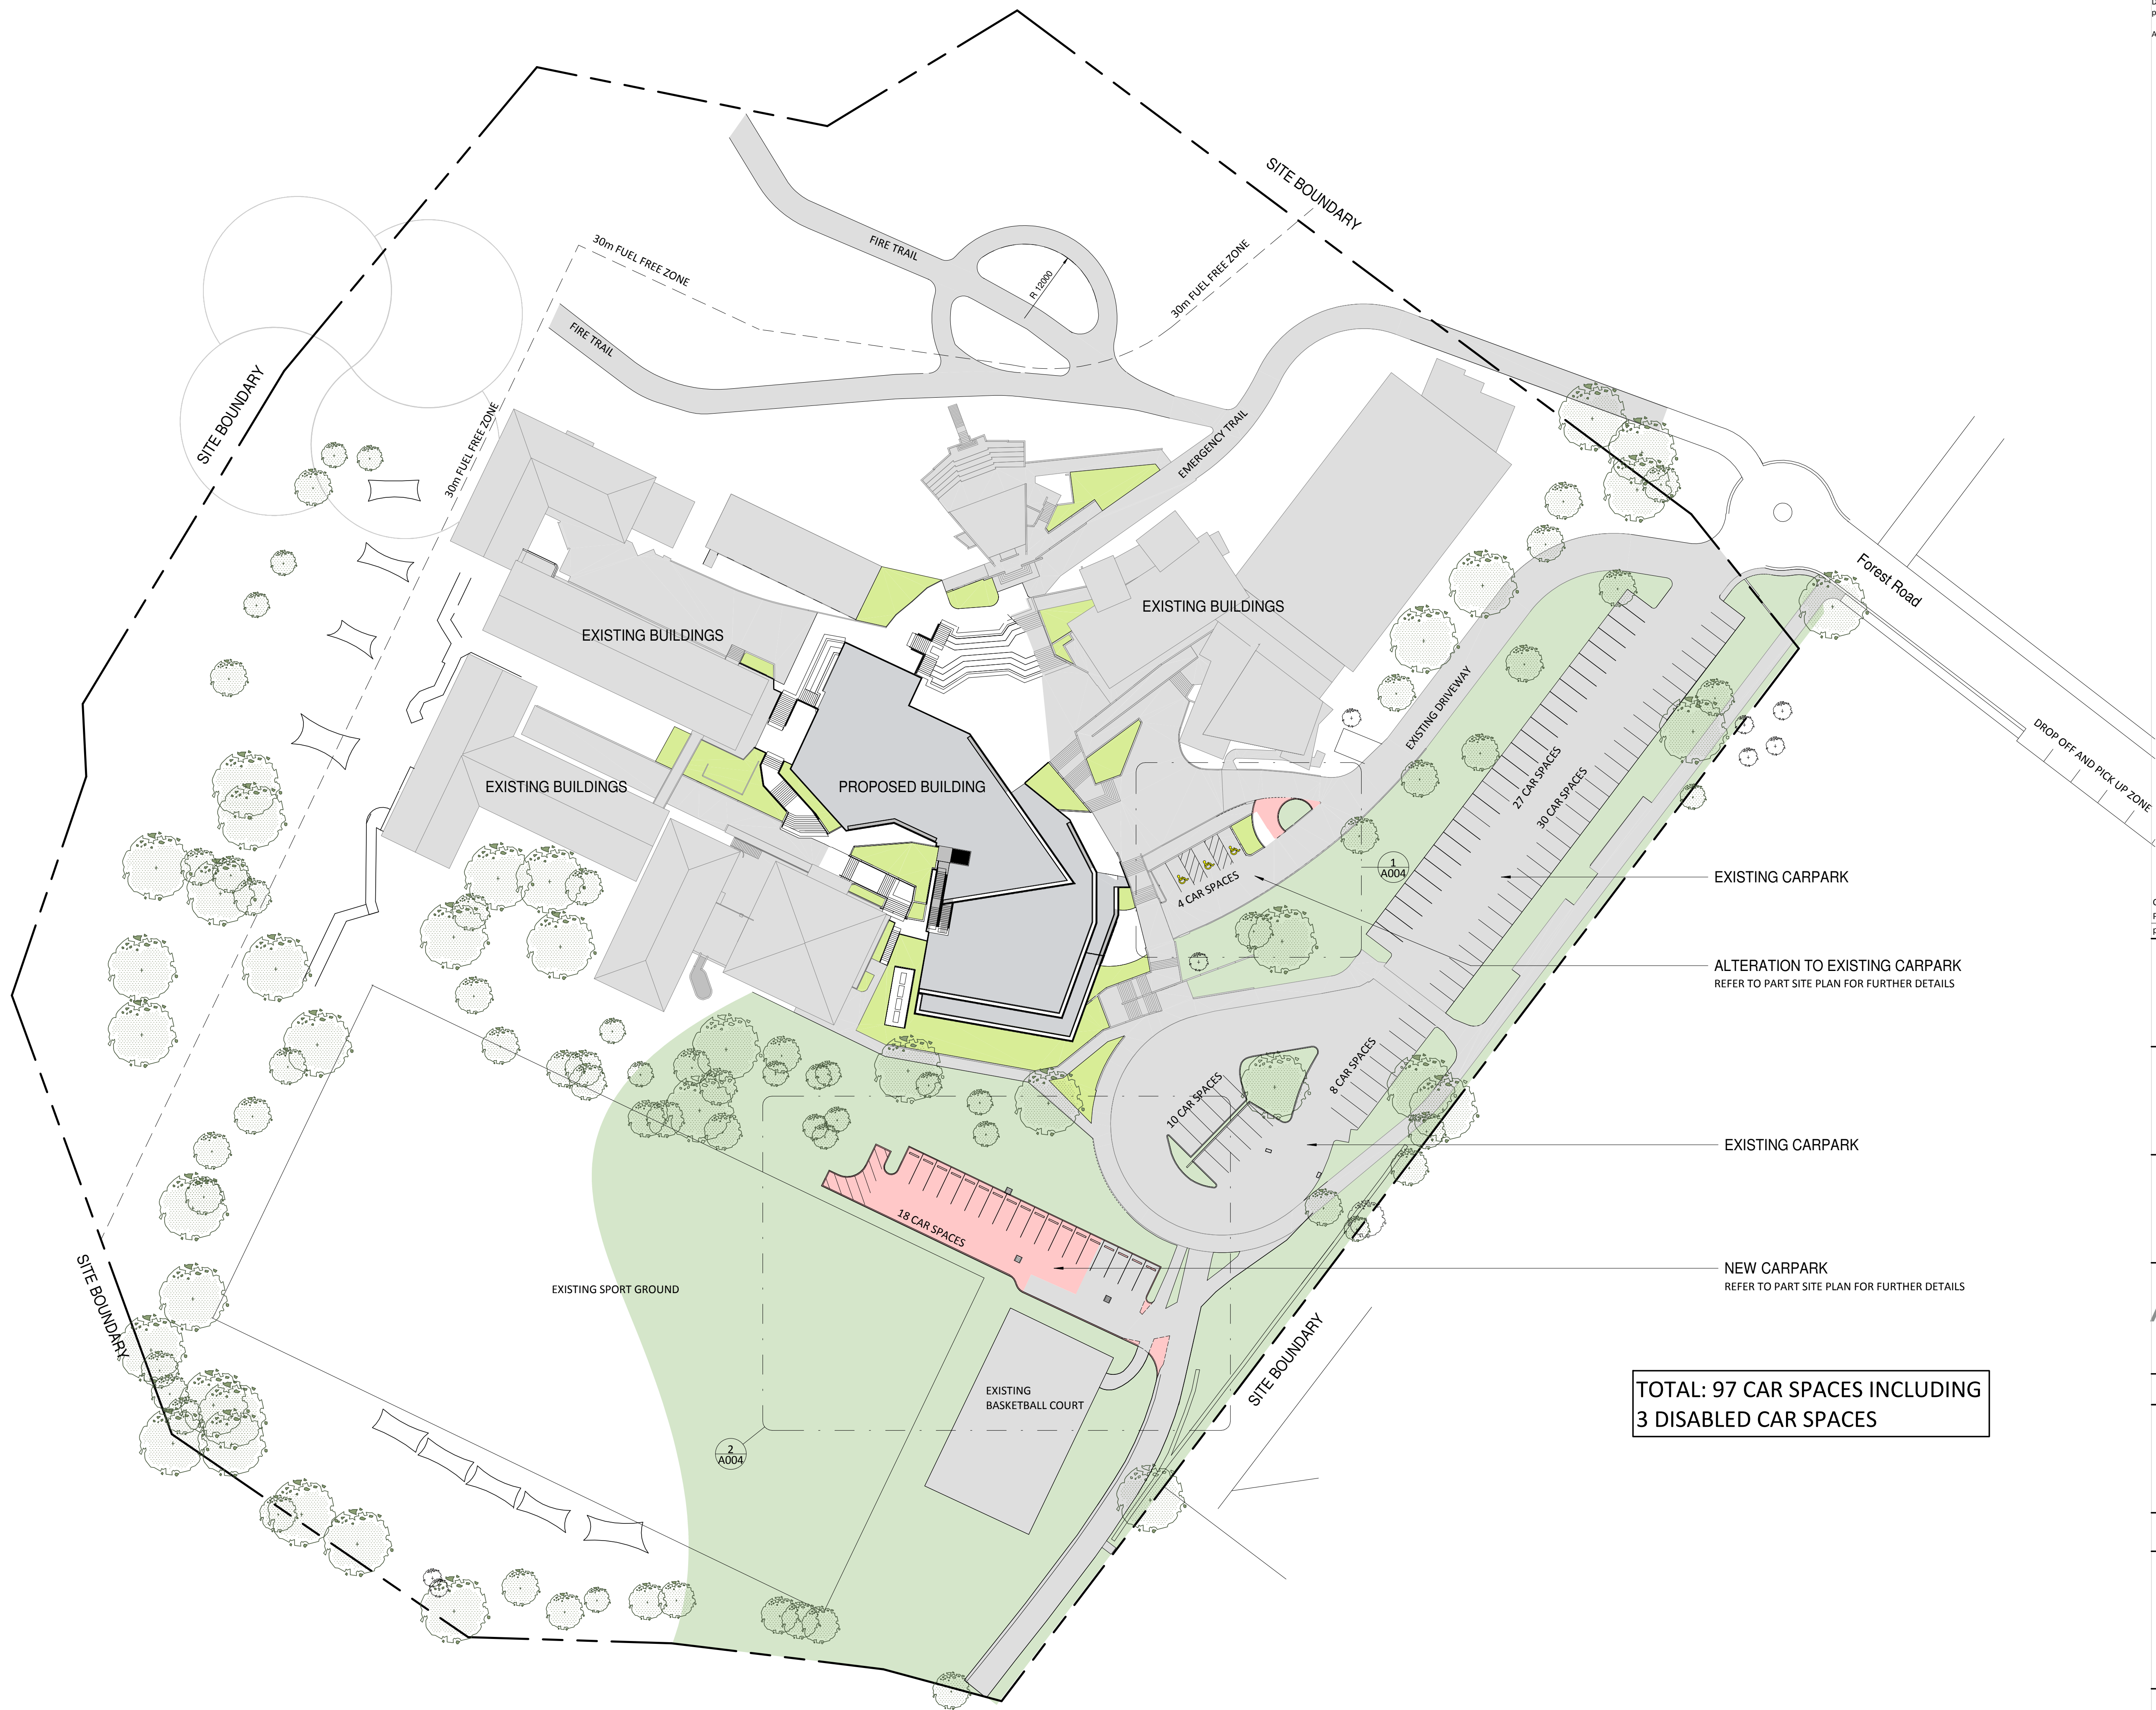 SITE BOUNDARY
30m FUEL FREE ZONE
FIRE TRAIL
R 12000
30m FUEL FREE ZONE
FIRE TRAIL
SITE BOUNDARY
30m FUEL FREE ZONE
EMERGENCY TRAIL
Forest Road
EXISTING BUILDINGS
EXISTING BUILDINGS
EXISTING DRIVEWAY
DROP OFF AND PICK UP ZONE
EXISTING BUILDINGS
PROPOSED BUILDING
27 CAR SPACES
30 CAR SPACES
1
A004
4 CAR SPACES
EXISTING CARPARK
ALTERATION TO EXISTING CARPARK
REFER TO PART SITE PLAN FOR FURTHER DETAILS
10 CAR SPACES
8 CAR SPACES
EXISTING CARPARK
18 CAR SPACES
NEW CARPARK
REFER TO PART SITE PLAN FOR FURTHER DETAILS
EXISTING SPORT GROUND
SITE BOUNDARY
SITE BOUNDARY
EXISTING
BASKETBALL COURT
TOTAL: 97 CAR SPACES INCLUDING
3 DISABLED CAR SPACES
2
A004